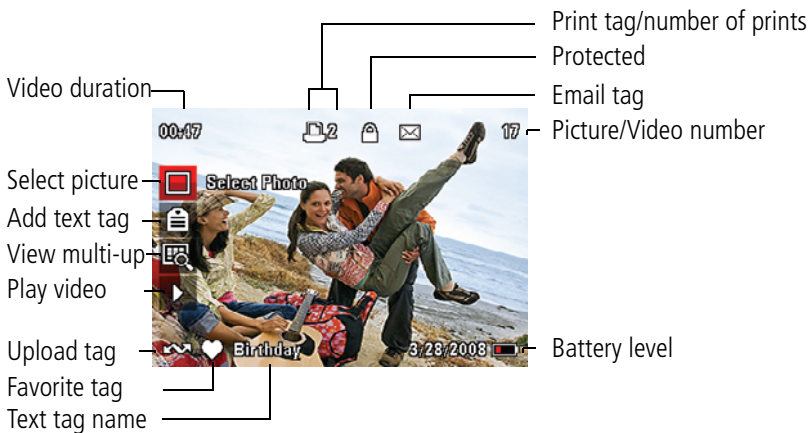 Print tag/number of prints
Protected
Email tag
Video duration
00:17
2
17
Picture/Video number
Select picture
Select Photo
Add text tag
View multi-up
Play video
Upload tag
Birthday
3/28/2008
Battery level
Favorite tag
Text tag name